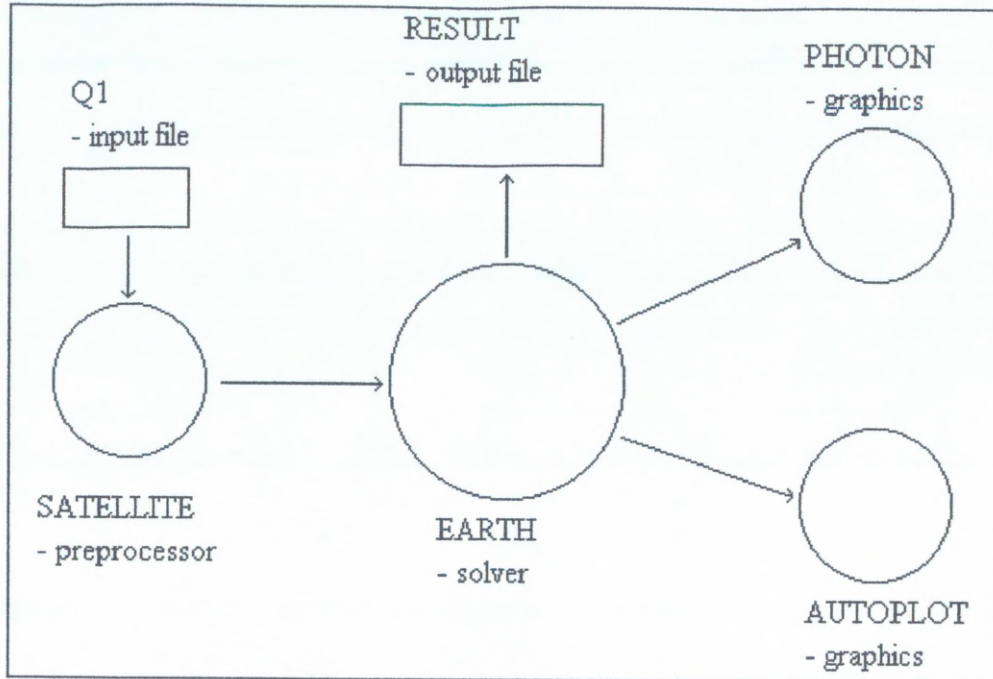 Q1
- input file
RESULT
- output file
PHOTON
- graphics
SATELLITE
- preprocessor
EARTH
- solver
AUTOPLOT
- graphics